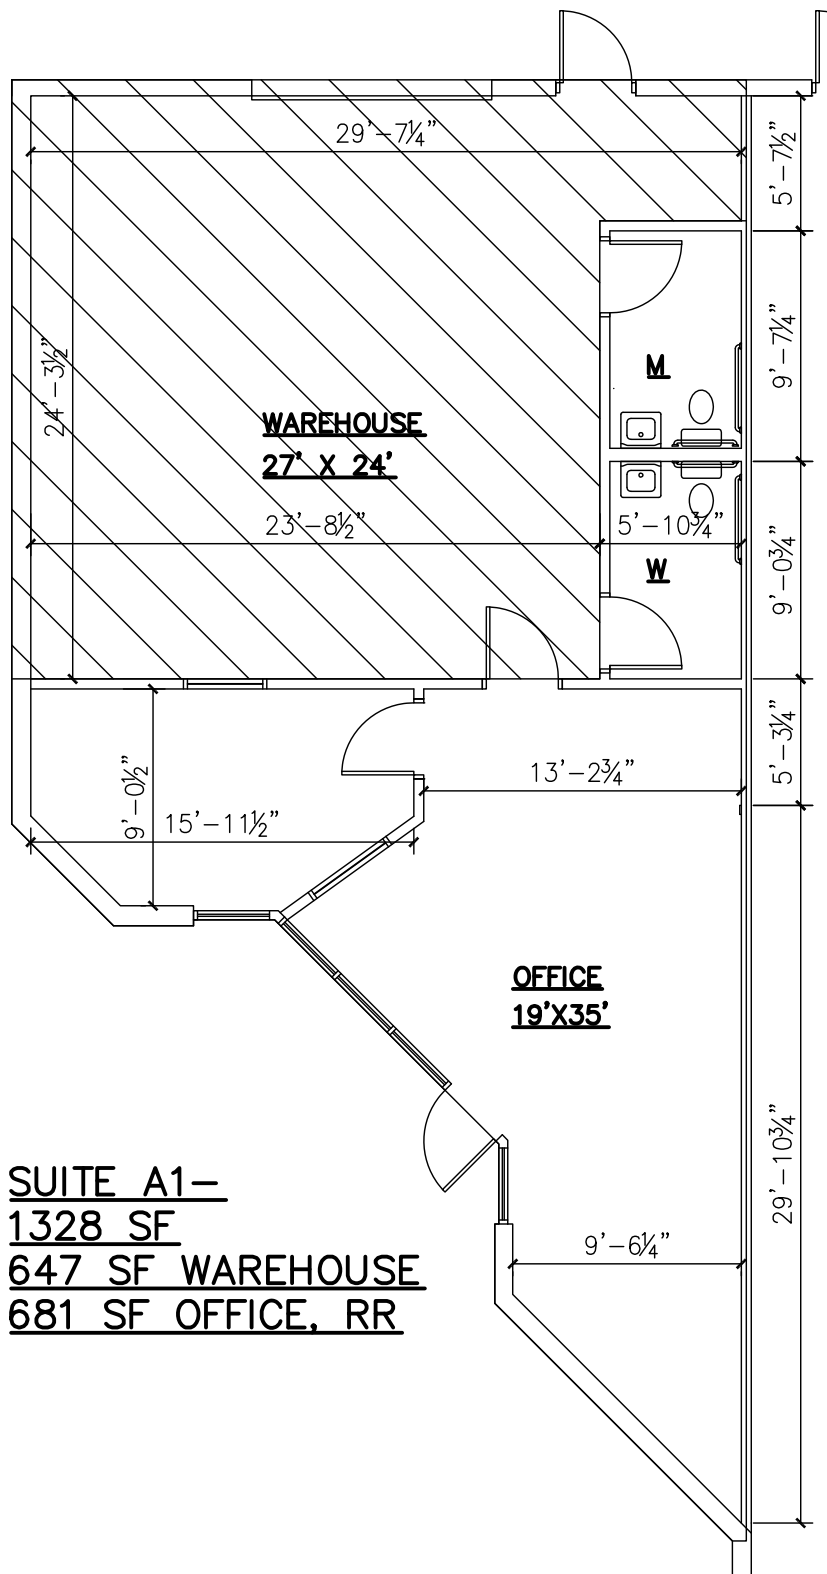 29'-7¼"
5'-7½"
24'-3½"
9'-7¼"
M
WAREHOUSE
27' X 24'
23'-8½"
5'-10¾"
W
9'-0¾"
5'-3¼"
13'-2¾"
9'-0½"
15'-11½"
OFFICE
19'X35'
29'-10¾"
SUITE A1-
1328 SF
647 SF WAREHOUSE
681 SF OFFICE, RR
9'-6¼"